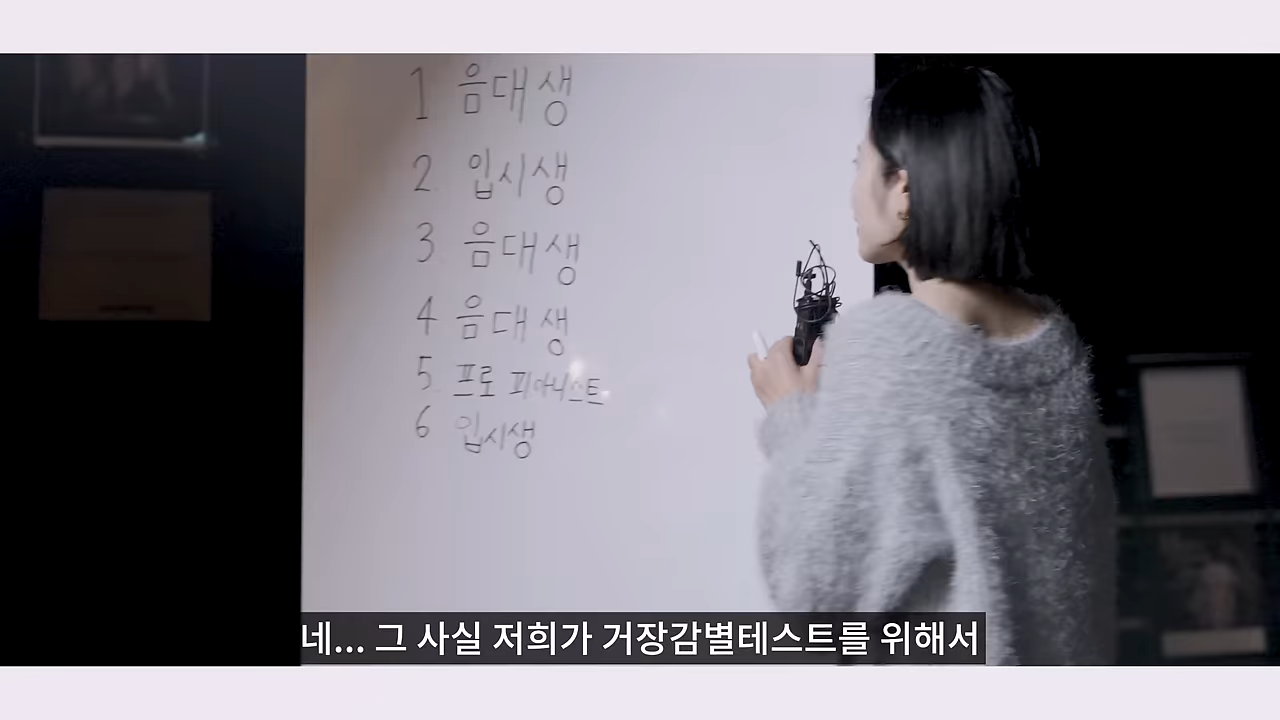 1 음대생
2 입시생
3 음대생
4 음대생
5 프로 피아니스트
6 입시생
네... 그 사실 저희가 거장감별테스트를 위해서